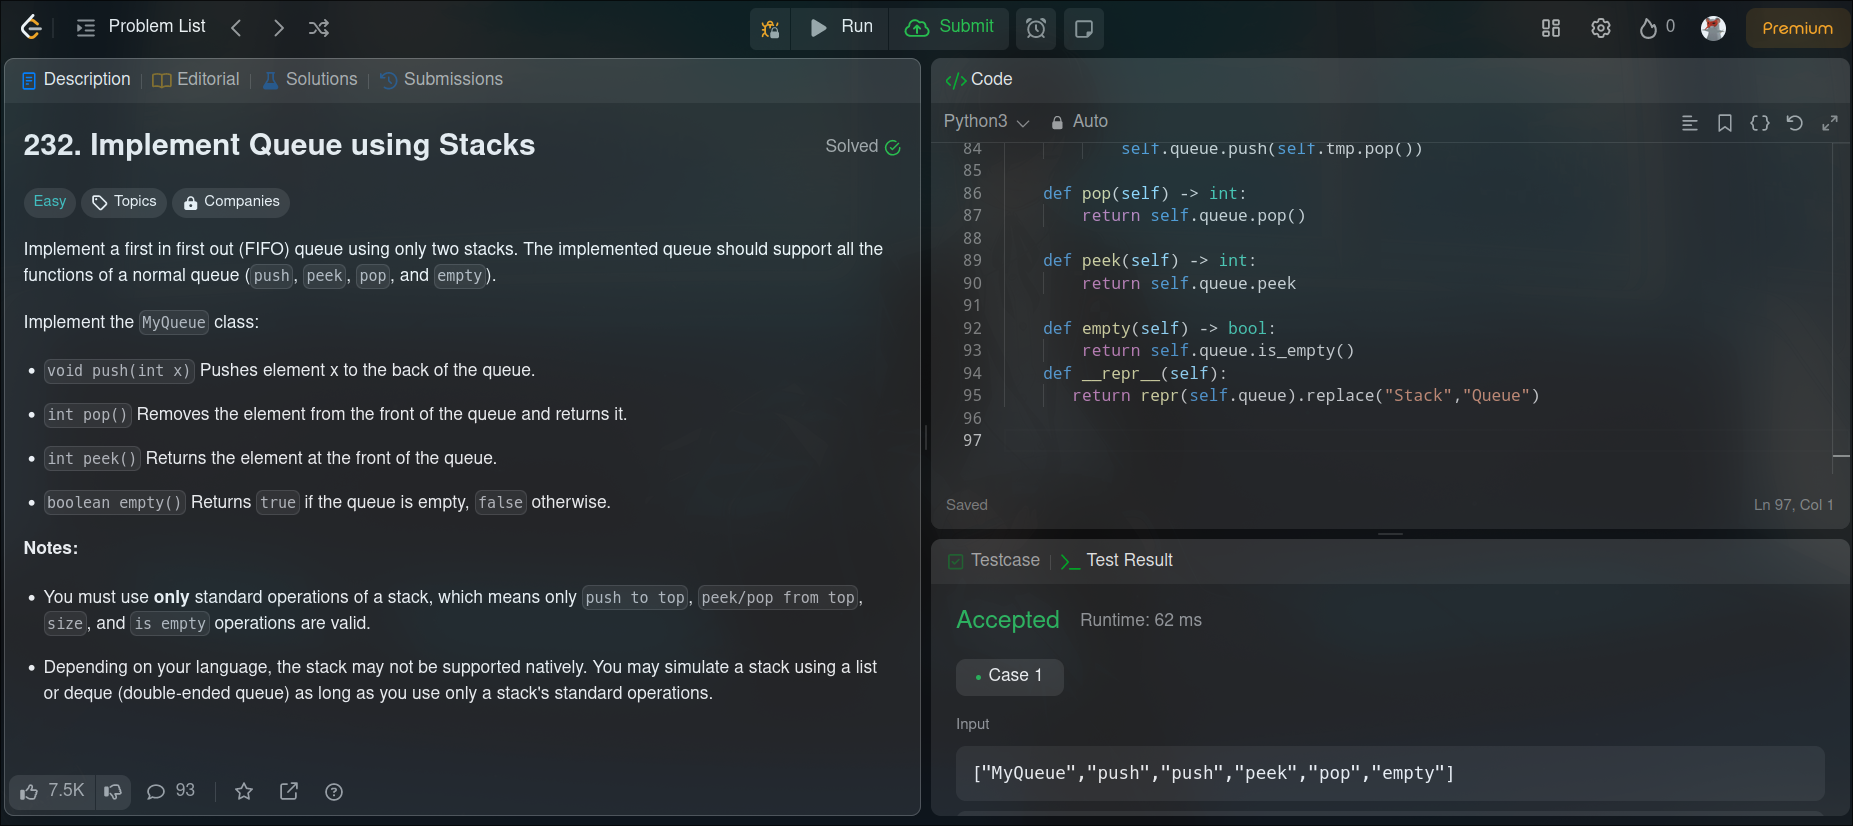 Problem List
Run
Submit
0
Premium
Description
Editorial
Solutions
Submissions
232. Implement Queue using Stacks
Solved
Easy
Topics
Companies
Implement a first in first out (FIFO) queue using only two stacks. The implemented queue should support all the
functions of a normal queue (push, peek, pop, and empty).
Implement the MyQueue class:
• void push(int x) Pushes element x to the back of the queue.
• int pop() Removes the element from the front of the queue and returns it.
• int peek() Returns the element at the front of the queue.
• boolean empty() Returns true if the queue is empty, false otherwise.
Notes:
• You must use only standard operations of a stack, which means only push to top, peek/pop from top,
size, and is empty operations are valid.
• Depending on your language, the stack may not be supported natively. You may simulate a stack using a list
or deque (double-ended queue) as long as you use only a stack's standard operations.
7.5K
93
</> Code
Python3
Auto
84 self.queue.push(self.tmp.pop())
85
86 def pop(self) -> int:
87 return self.queue.pop()
88
89 def peek(self) -> int:
90 return self.queue.peek
91
92 def empty(self) -> bool:
93 return self.queue.is_empty()
94 def __repr__(self):
95 return repr(self.queue).replace("Stack","Queue")
96
97
Saved
Ln 97, Col 1
Testcase
>_ Test Result
Accepted
Runtime: 62 ms
• Case 1
Input
["MyQueue","push","push","peek","pop","empty"]